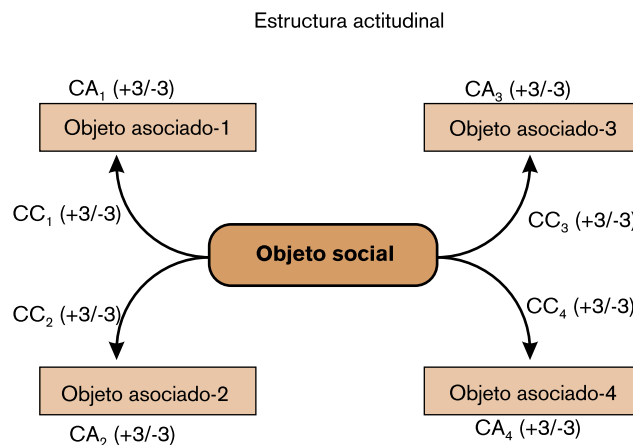 Estructura actitudinal
CA₁ (+3/-3)
Objeto asociado-1
CA₃ (+3/-3)
Objeto asociado-3
CC₁ (+3/-3)
CC₃ (+3/-3)
Objeto social
CC₂ (+3/-3)
CC₄ (+3/-3)
Objeto asociado-2
CA₂ (+3/-3)
Objeto asociado-4
CA₄ (+3/-3)